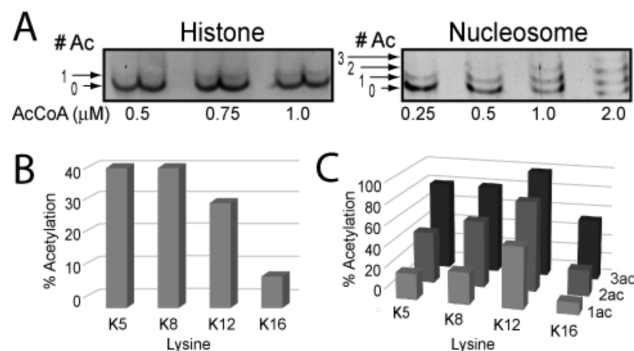 A
Histone
Nucleosome
# Ac
# Ac
1
0
3
2
1
0
AcCoA (µM) 0.5 0.75 1.0
0.25 0.5 1.0 2.0
B
% Acetylation
40
30
20
10
0
K5 K8 K12 K16
Lysine
C
% Acetylation
100
80
60
40
20
0
K5 K8 K12 K16
Lysine
3ac
2ac
1ac